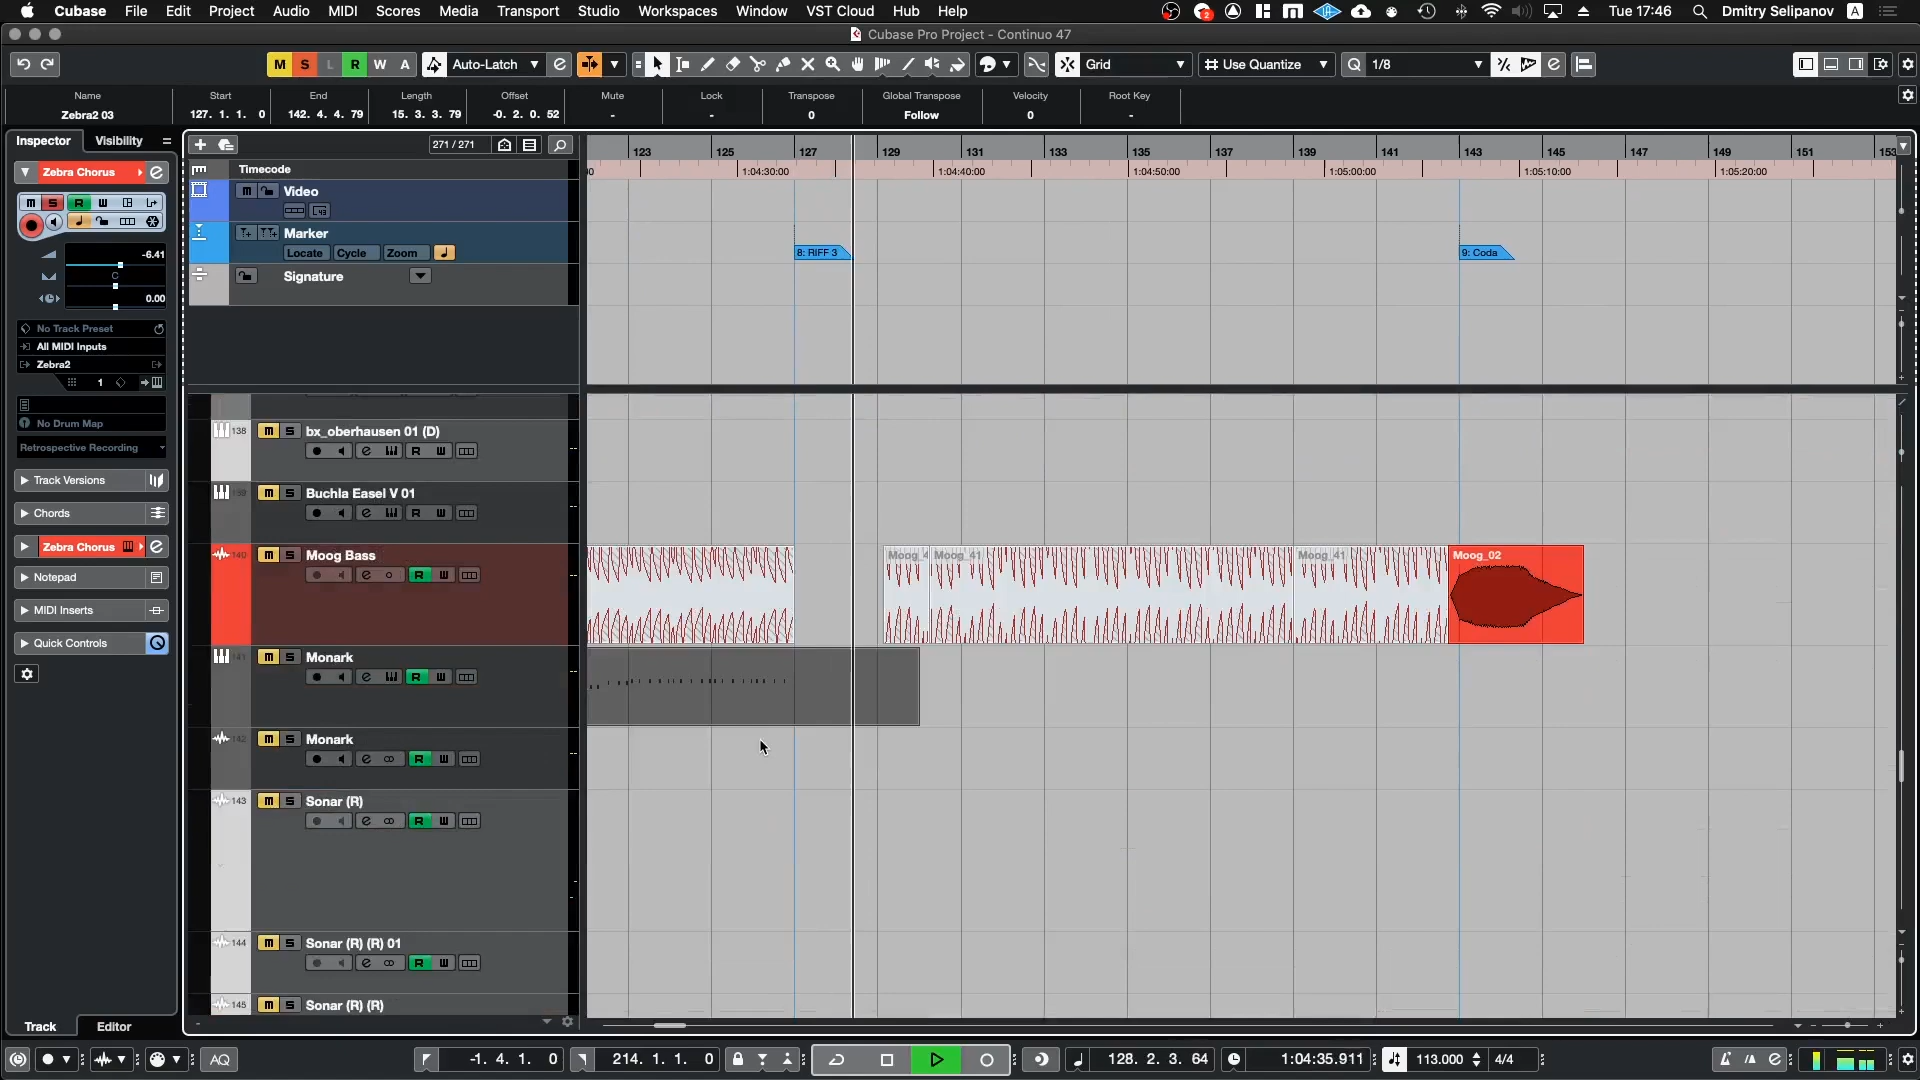 Cubase File Edit Project Audio MIDI Scores Media Transport Studio Workspaces Window VST Cloud Hub Help
2 Tue 17:46 Dmitry Selipanov A
Cubase Pro Project - Continuo 47
M S L R W A Auto-Latch Grid Use Quantize Q 1/8
Name Start End Length Offset Mute Lock Transpose Global Transpose Velocity Root Key
Zebra2 03 127. 1. 1. 0 142. 4. 4. 79 15. 3. 3. 79 -0. 2. 0. 52 - - 0 Follow 0 -
Inspector Visibility
271 / 271
123 125 127 129 131 133 135 137 139 141 143 145 147 149 151 153
Timecode
1:04:30:00 1:04:40:00 1:04:50:00 1:05:00:00 1:05:10:00 1:05:20:00
Zebra Chorus
M S R W
Video
Marker
Locate Cycle Zoom
8: RIFF 3
9: Coda
Signature
-6.41
C
0.00
No Track Preset
All MIDI Inputs
Zebra2
1
No Drum Map
Retrospective Recording
Track Versions
Chords
Zebra Chorus
Notepad
MIDI Inserts
Quick Controls
138 M S bx_oberhausen 01 (D)
R W
139 M S Buchla Easel V 01
R W
140 M S Moog Bass
R W
Moog_4 Moog_41 Moog_41 Moog_02
141 M S Monark
R W
142 M S Monark
R W
143 M S Sonar (R)
R W
144 M S Sonar (R) (R) 01
R W
145 M S Sonar (R) (R)
Track Editor
AQ -1. 4. 1. 0 214. 1. 1. 0 128. 2. 3. 64 1:04:35.911 113.000 4/4